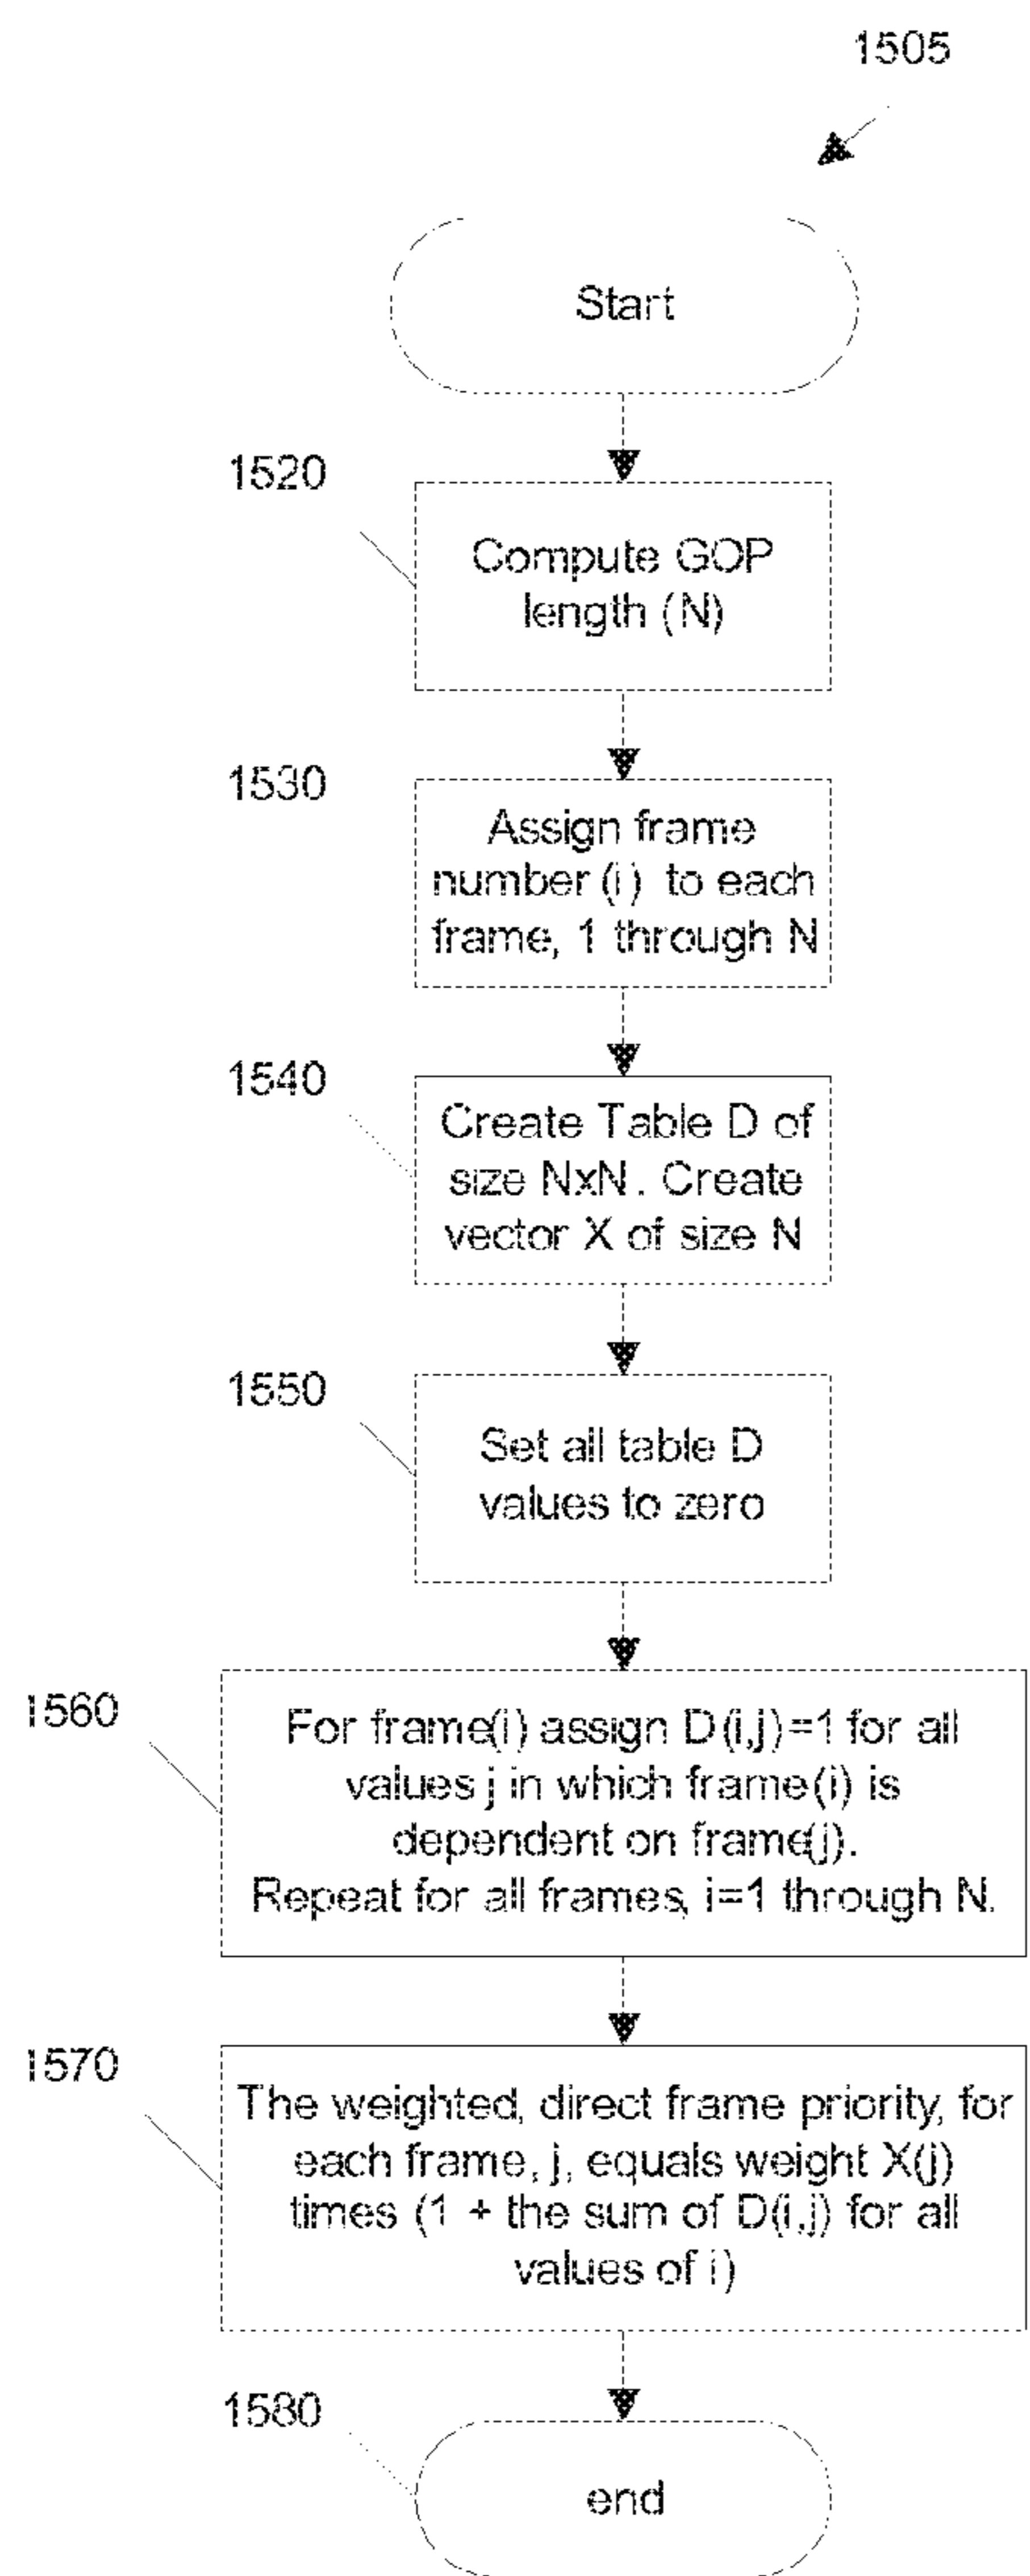 1505
Start
1520
Compute GOP
length (N)
1530
Assign frame
number (i) to each
frame, 1 through N
1540
Create Table D of
size NxN. Create
vector X of size N
1550
Set all table D
values to zero
1560
For frame(i) assign D(i,j)=1 for all
values j in which frame(i) is
dependent on frame(j).
Repeat for all frames, i=1 through N.
1570
The weighted, direct frame priority, for
each frame, j, equals weight X(j)
times (1 + the sum of D(i,j) for all
values of i)
1580
end